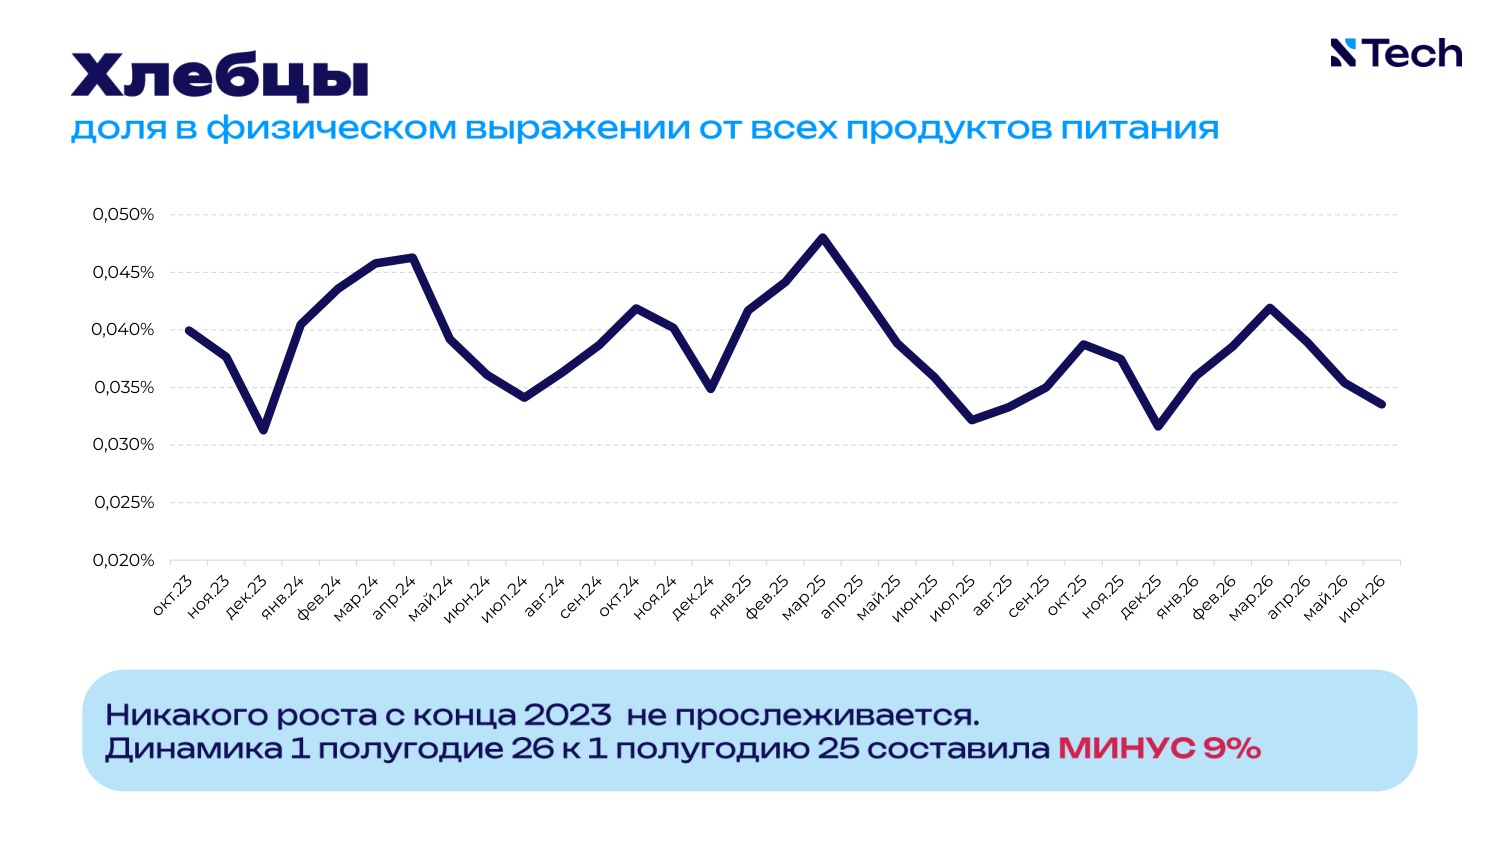 Хлебцы
Tech
доля в физическом выражении от всех продуктов питания
0,050%
0,045%
0,040%
0,035%
0,030%
0,025%
0,020%
окт.23 ноя.23 дек.23 янв.24 фев.24 мар.24 апр.24 май.24 июн.24 июл.24 авг.24 сен.24 окт.24 ноя.24 дек.24 янв.25 фев.25 мар.25 апр.25 май.25 июн.25 июл.25 авг.25 сен.25 окт.25 ноя.25 дек.25 янв.26 фев.26 мар.26 апр.26 май.26 июн.26
Никакого роста с конца 2023 не прослеживается.
Динамика 1 полугодие 26 к 1 полугодию 25 составила МИНУС 9%